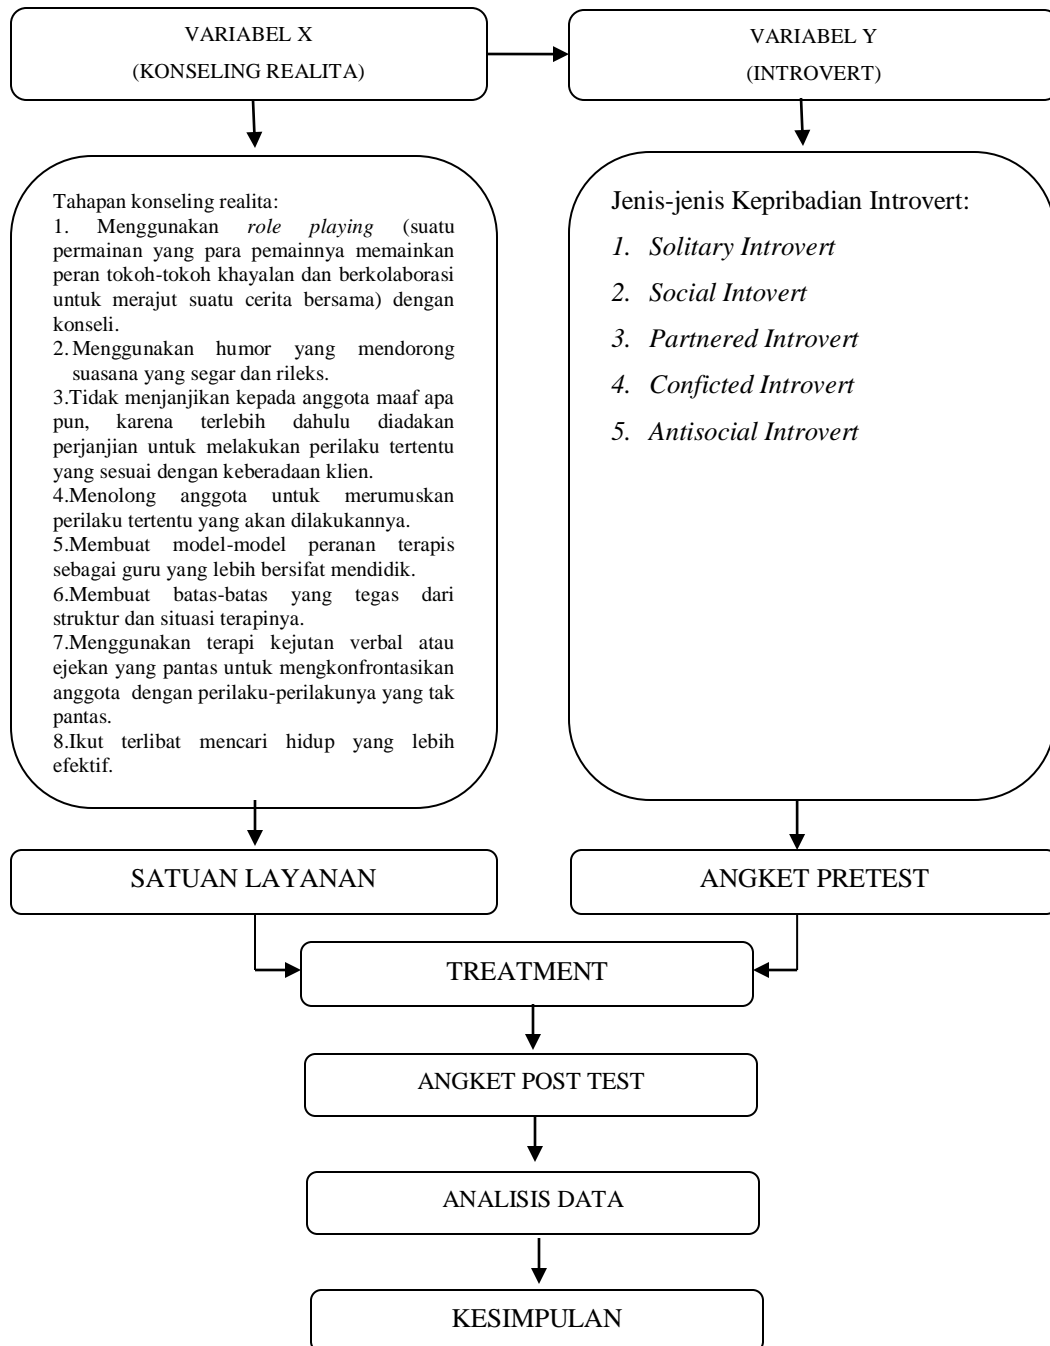 VARIABEL X
(KONSELING REALITA)
VARIABEL Y
(INTROVERT)
Tahapan konseling realita:
1. Menggunakan role playing (suatu
permainan yang para pemainnya memainkan
peran tokoh-tokoh khayalan dan berkolaborasi
untuk merajut suatu cerita bersama) dengan
konseli.
2. Menggunakan humor yang mendorong
suasana yang segar dan rileks.
3.Tidak menjanjikan kepada anggota maaf apa
pun, karena terlebih dahulu diadakan
perjanjian untuk melakukan perilaku tertentu
yang sesuai dengan keberadaan klien.
4.Menolong anggota untuk merumuskan
perilaku tertentu yang akan dilakukannya.
5.Membuat model-model peranan terapis
sebagai guru yang lebih bersifat mendidik.
6.Membuat batas-batas yang tegas dari
struktur dan situasi terapinya.
7.Menggunakan terapi kejutan verbal atau
ejekan yang pantas untuk mengkonfrontasikan
anggota dengan perilaku-perilakunya yang tak
pantas.
8.Ikut terlibat mencari hidup yang lebih
efektif.
Jenis-jenis Kepribadian Introvert:
1. Solitary Introvert
2. Social Intovert
3. Partnered Introvert
4. Conficted Introvert
5. Antisocial Introvert
SATUAN LAYANAN
ANGKET PRETEST
TREATMENT
ANGKET POST TEST
ANALISIS DATA
KESIMPULAN